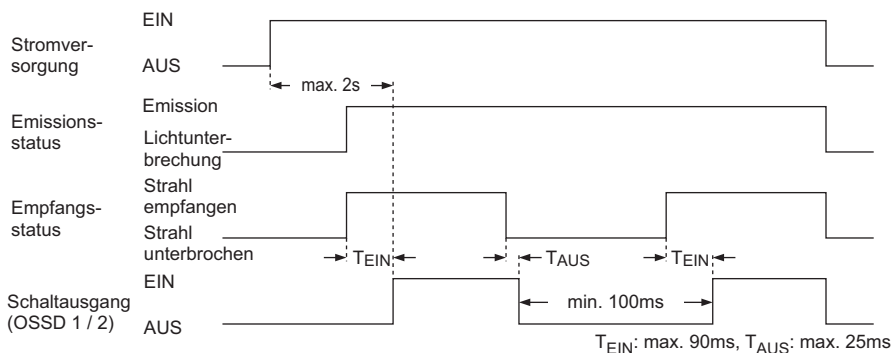 EIN
Stromver-
sorgung
AUS
max. 2s
Emission
Emissions-
status
Lichtunter-
brechung
Strahl
empfangen
Empfangs-
status
Strahl
unterbrochen
TEIN
TAUS
TEIN
EIN
Schaltausgang
(OSSD 1 / 2)
AUS
min. 100ms
TEIN: max. 90ms, TAUS: max. 25ms